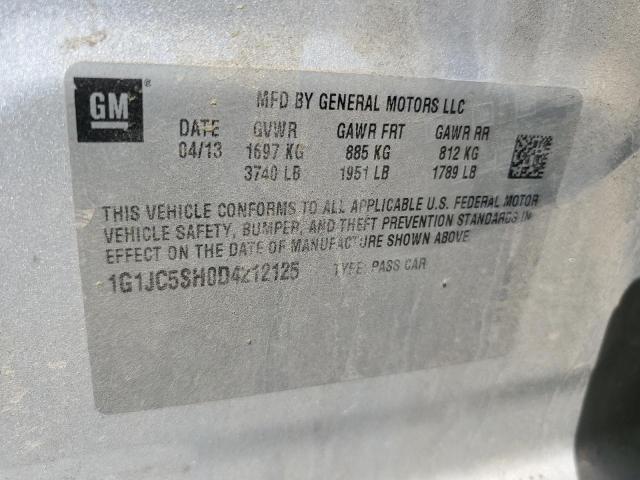 GM
MFD BY GENERAL MOTORS LLC
DATE GVWR GAWR FRT GAWR RR
04/13 1697 KG 885 KG 812 KG
3740 LB 1951 LB 1789 LB
THIS VEHICLE CONFORMS TO ALL APPLICABLE U.S. FEDERAL MOTOR
VEHICLE SAFETY, BUMPER, AND THEFT PREVENTION STANDARDS IN
EFFECT ON THE DATE OF MANUFACTURE SHOWN ABOVE
1G1JC5SH0D4212125 TYPE: PASS CAR